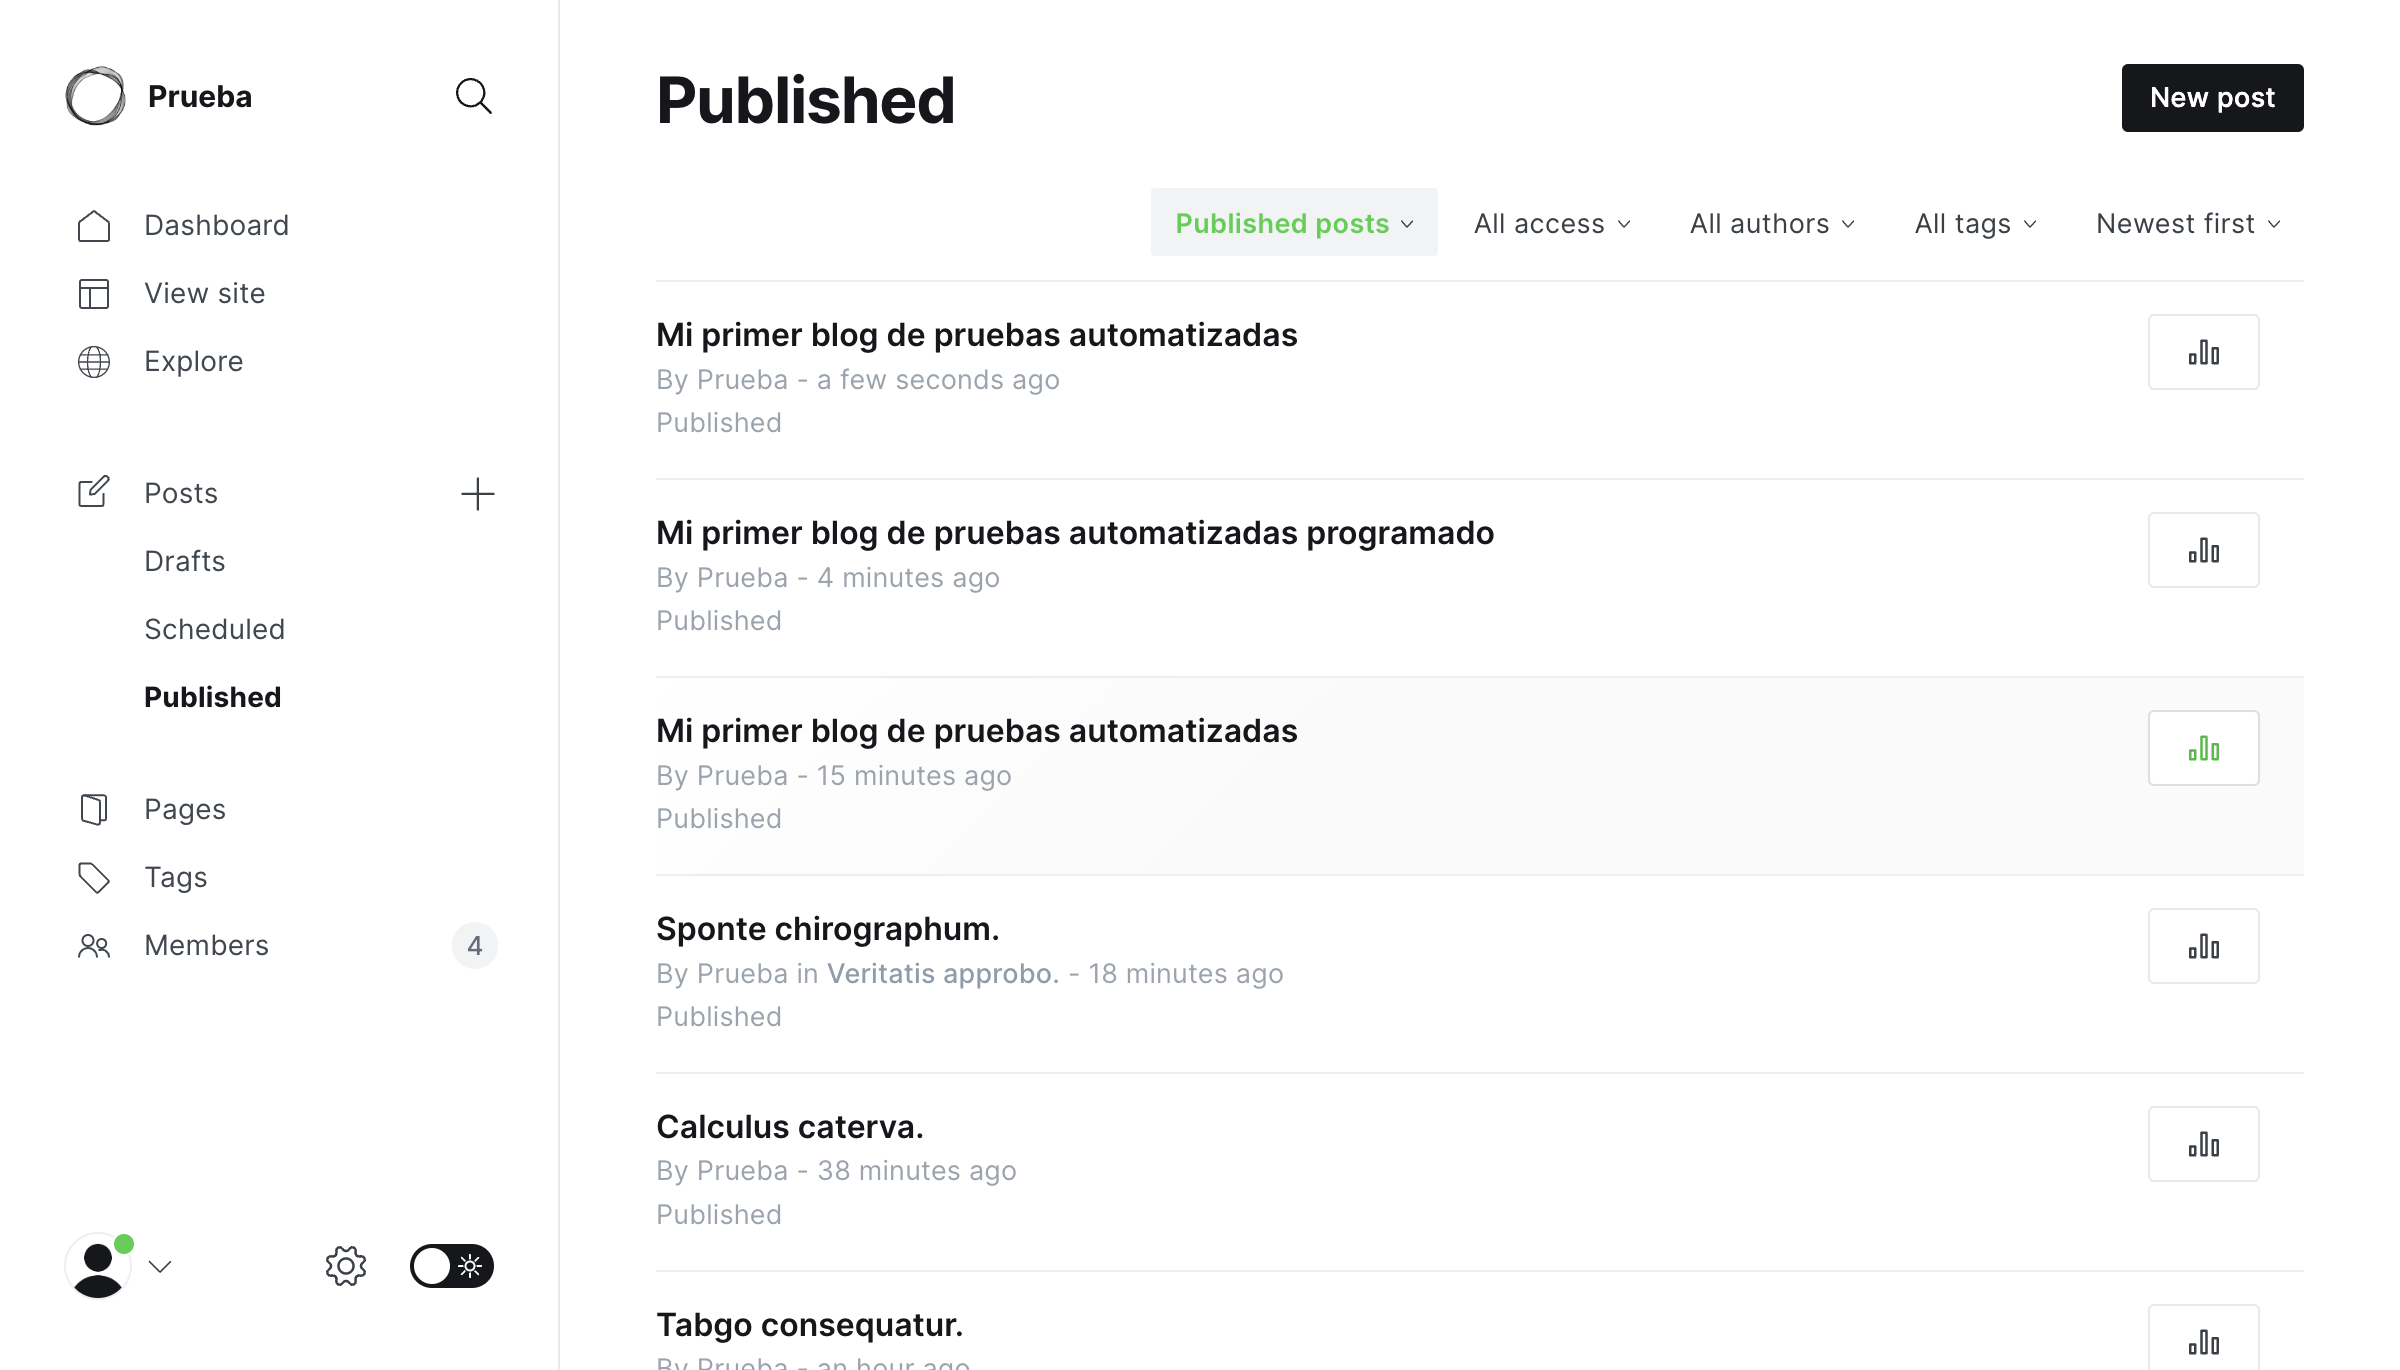 Prueba
Dashboard
View site
Explore
Posts
Drafts
Scheduled
Published
Pages
Tags
Members 4
Published
New post
Published posts All access All authors All tags Newest first
Mi primer blog de pruebas automatizadas
By Prueba - a few seconds ago
Published
Mi primer blog de pruebas automatizadas programado
By Prueba - 4 minutes ago
Published
Mi primer blog de pruebas automatizadas
By Prueba - 15 minutes ago
Published
Sponte chirographum.
By Prueba in Veritatis approbo. - 18 minutes ago
Published
Calculus caterva.
By Prueba - 38 minutes ago
Published
Tabgo consequatur.
By Prueba - an hour ago